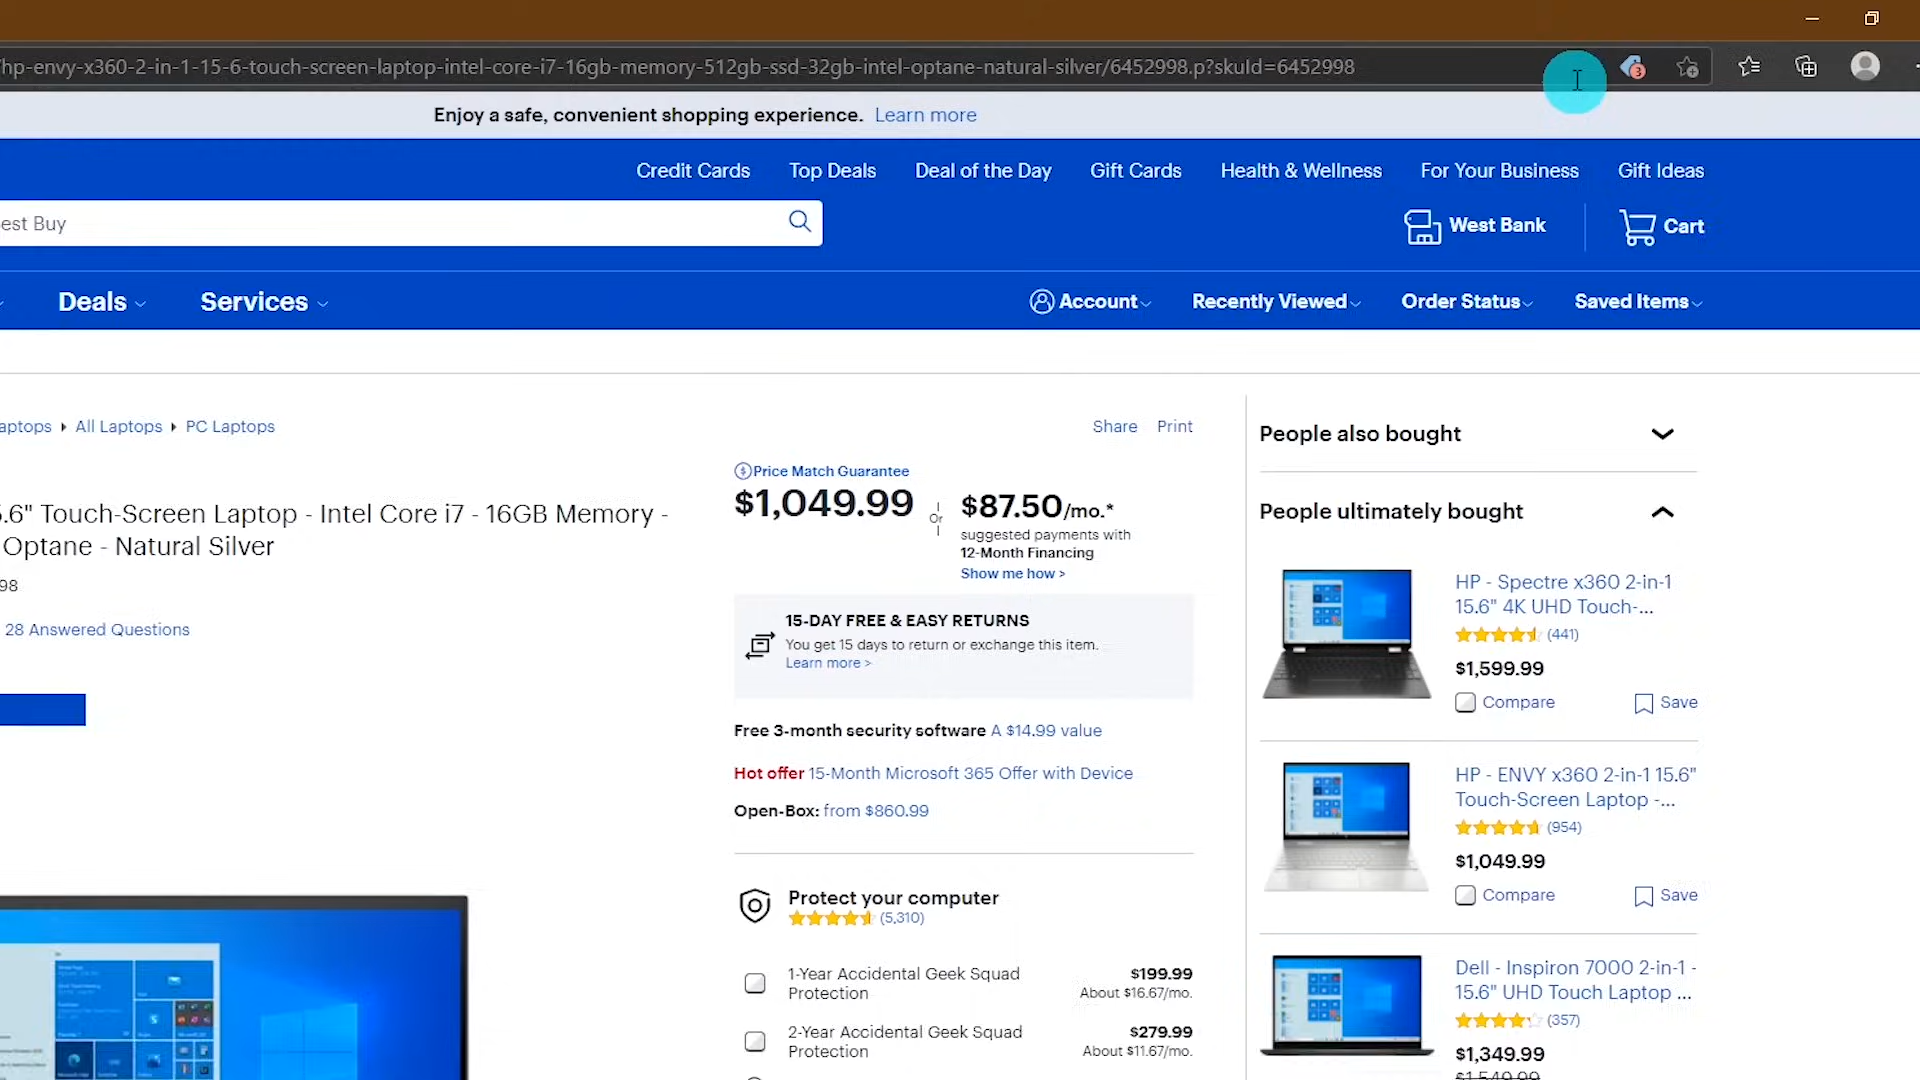 hp-envy-x360-2-in-1-15-6-touch-screen-laptop-intel-core-i7-16gb-memory-512gb-ssd-32gb-intel-optane-natural-silver/6452998.p?skuId=6452998
3
Enjoy a safe, convenient shopping experience. Learn more
Credit Cards Top Deals Deal of the Day Gift Cards Health & Wellness For Your Business Gift Ideas
est Buy
West Bank
Cart
Deals Services Account Recently Viewed Order Status Saved Items
aptops All Laptops PC Laptops
Share Print
5.6" Touch-Screen Laptop - Intel Core i7 - 16GB Memory -
Optane - Natural Silver
98
28 Answered Questions
Price Match Guarantee
$1,049.99
Or
$87.50/mo.*
suggested payments with
12-Month Financing
Show me how >
15-DAY FREE & EASY RETURNS
You get 15 days to return or exchange this item.
Learn more >
Free 3-month security software A $14.99 value
Hot offer 15-Month Microsoft 365 Offer with Device
Open-Box: from $860.99
Protect your computer
(5,310)
1-Year Accidental Geek Squad
Protection
$199.99
About $16.67/mo.
2-Year Accidental Geek Squad
Protection
$279.99
About $11.67/mo.
People also bought
People ultimately bought
HP - Spectre x360 2-in-1
15.6" 4K UHD Touch-...
(441)
$1,599.99
Compare Save
HP - ENVY x360 2-in-1 15.6"
Touch-Screen Laptop -...
(954)
$1,049.99
Compare Save
Dell - Inspiron 7000 2-in-1 -
15.6" UHD Touch Laptop ...
(357)
$1,349.99
$1,549.99